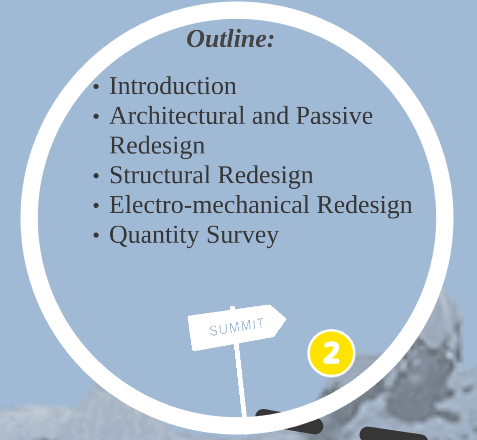 Outline:
• Introduction
• Architectural and Passive
Redesign
• Structural Redesign
• Electro-mechanical Redesign
• Quantity Survey
SUMMIT
2